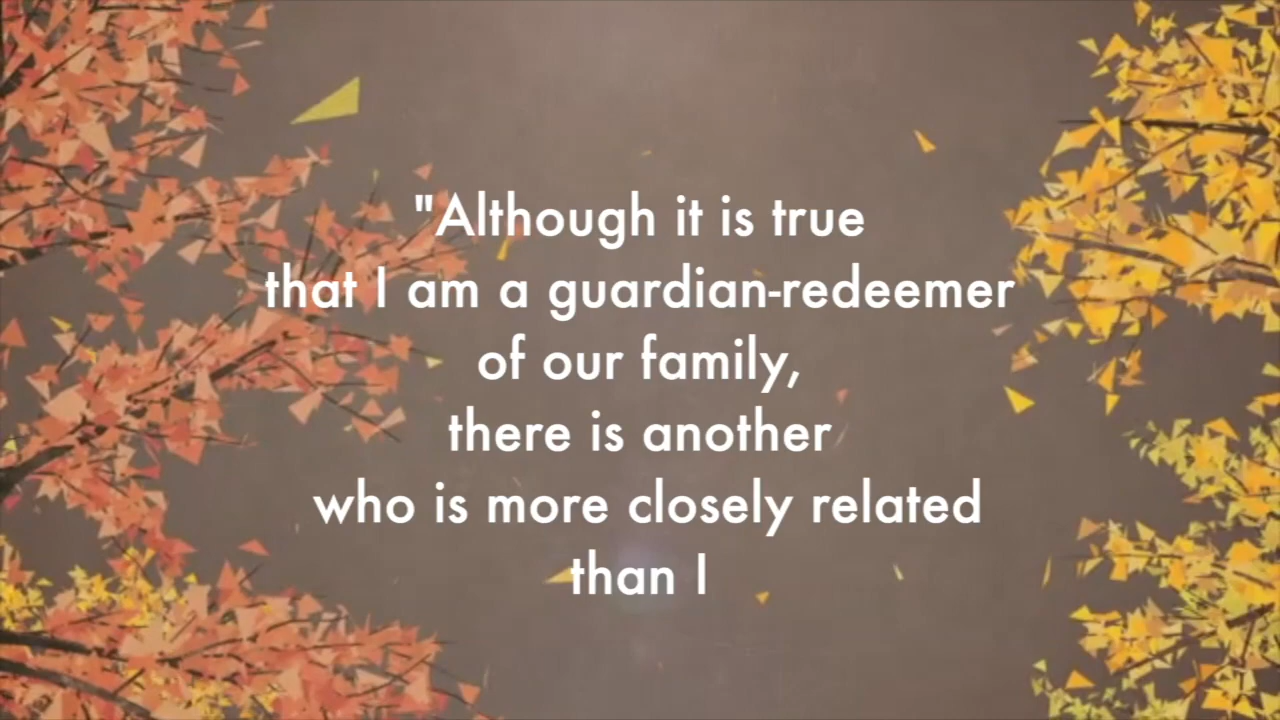 "Although it is true
that I am a guardian-redeemer
of our family,
there is another
who is more closely related
than I